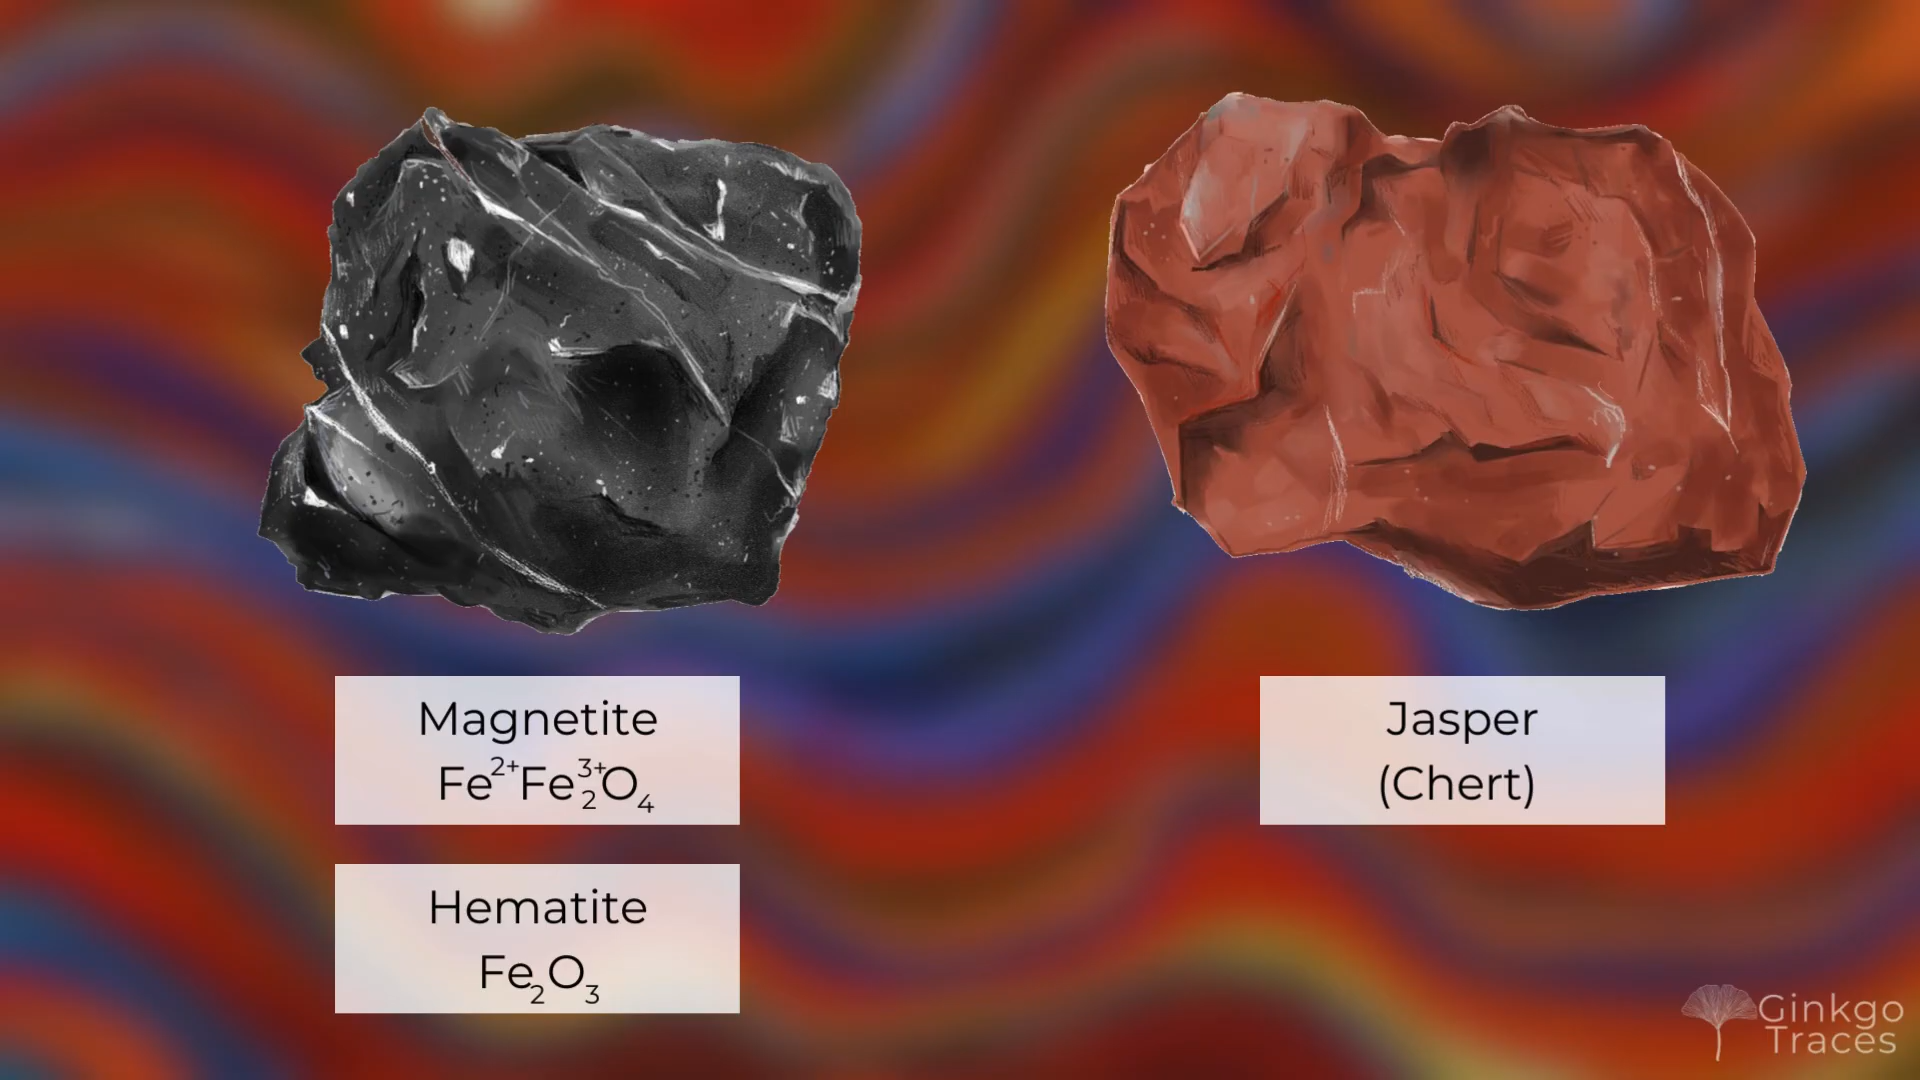 Magnetite
Fe²⁺Fe³⁺₂O₄
Hematite
Fe₂O₃
Jasper
(Chert)
Ginkgo
Traces